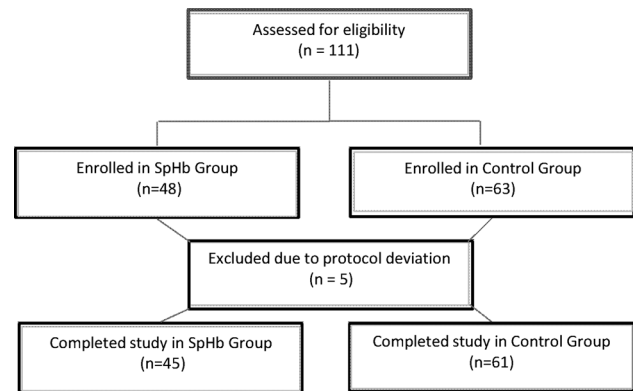 Assessed for eligibility
(n = 111)
Enrolled in SpHb Group
(n=48)
Enrolled in Control Group
(n=63)
Excluded due to protocol deviation
(n = 5)
Completed study in SpHb Group
(n=45)
Completed study in Control Group
(n=61)